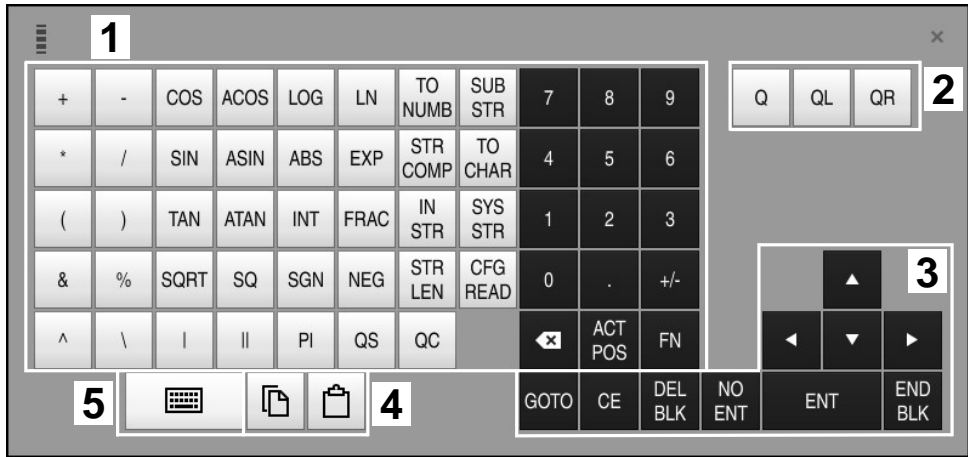 1
×
+ - COS ACOS LOG LN TO NUMB SUB STR 7 8 9
Q QL QR 2
* / SIN ASIN ABS EXP STR COMP TO CHAR 4 5 6
( ) TAN ATAN INT FRAC IN STR SYS STR 1 2 3
& % SQRT SQ SGN NEG STR LEN CFG READ 0 . +/-
3
^ \ | || PI QS QC ACT POS FN
5 4 GOTO CE DEL BLK NO ENT ENT END BLK